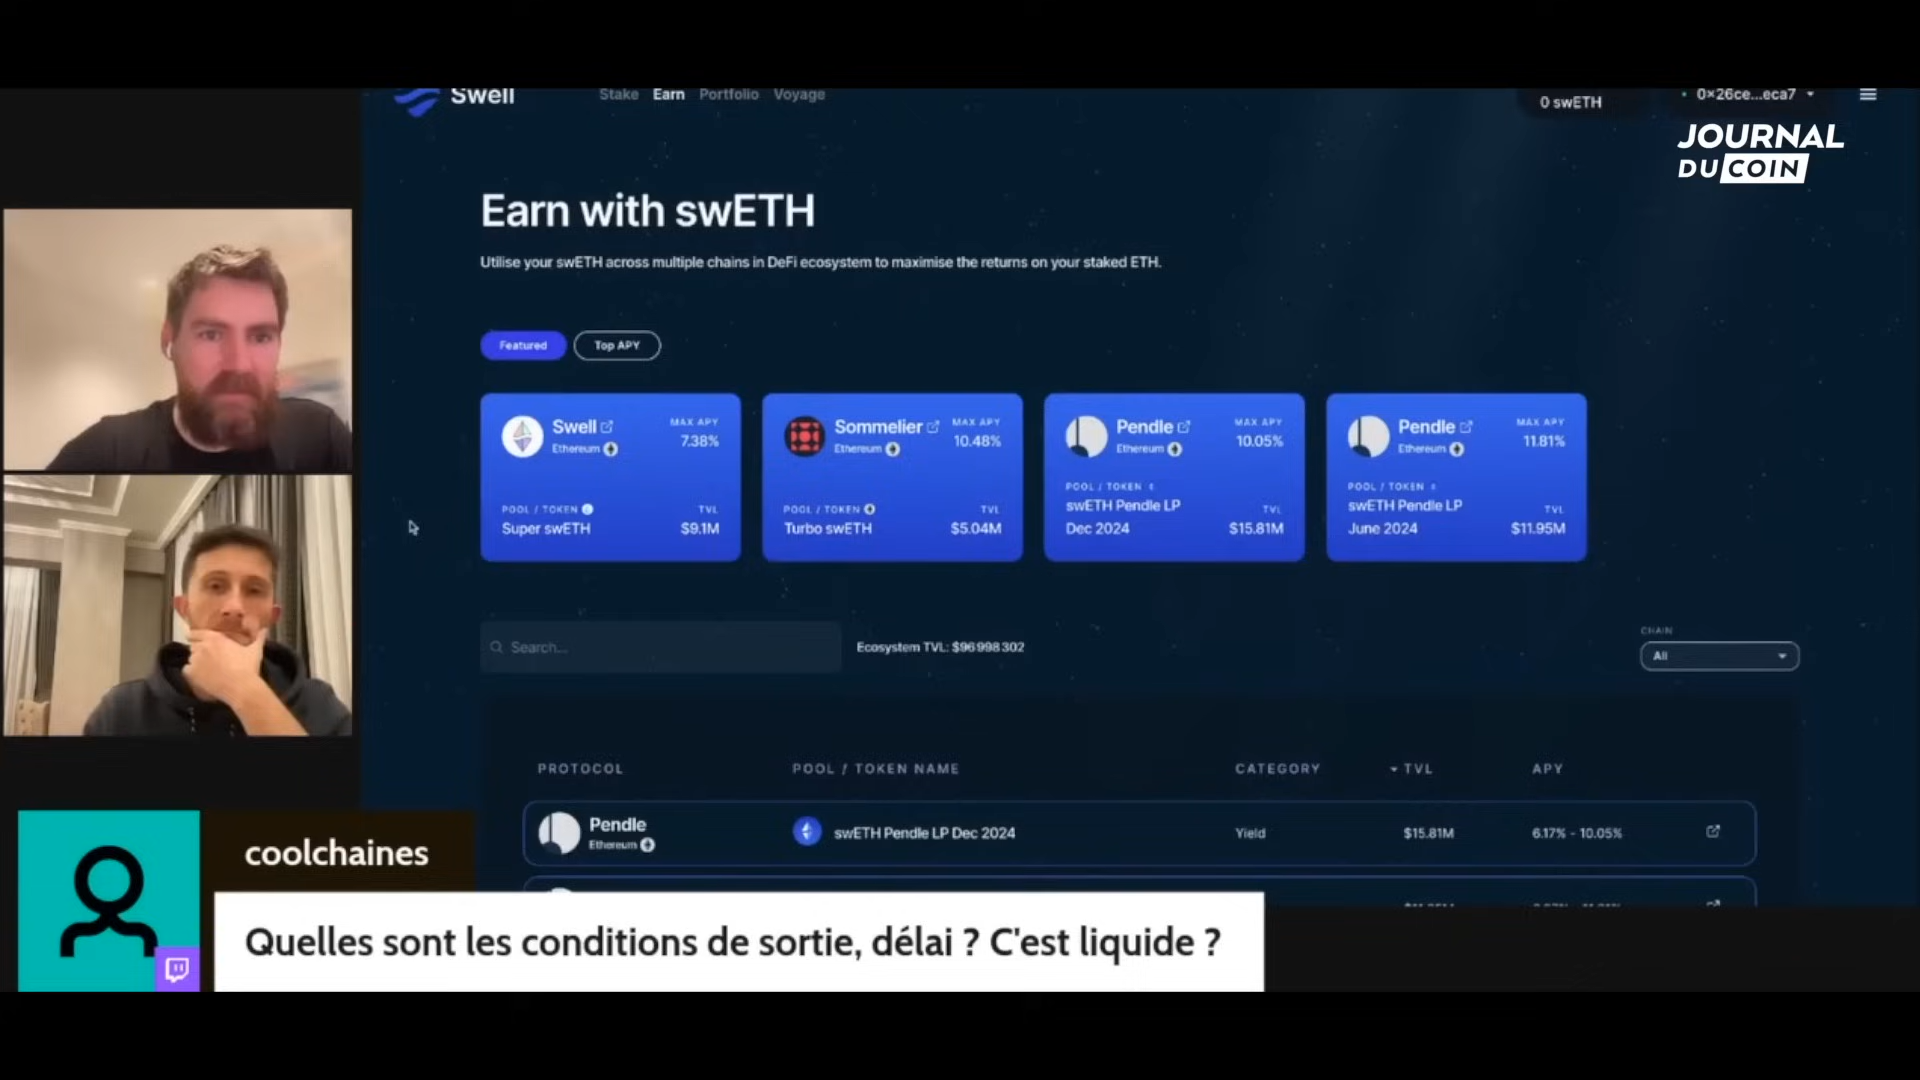 Swell
Stake Earn Portfolio Voyage
0 swETH
0×26ce...eca7
JOURNAL
DU COIN
Earn with swETH
Utilise your swETH across multiple chains in DeFi ecosystem to maximise the returns on your staked ETH.
Featured
Top APY
Swell
Ethereum
MAX APY
7.38%
POOL / TOKEN
Super swETH
TVL
$9.1M
Sommelier
Ethereum
MAX APY
10.48%
POOL / TOKEN
Turbo swETH
TVL
$5.04M
Pendle
Ethereum
MAX APY
10.05%
POOL / TOKEN
swETH Pendle LP
Dec 2024
TVL
$15.81M
Pendle
Ethereum
MAX APY
11.81%
POOL / TOKEN
swETH Pendle LP
June 2024
TVL
$11.95M
Search...
Ecosystem TVL: $96 998 302
CHAIN
All
PROTOCOL POOL / TOKEN NAME CATEGORY TVL APY
Pendle
Ethereum
swETH Pendle LP Dec 2024
Yield
$15.81M
6.17% - 10.05%
coolchaines
Quelles sont les conditions de sortie, délai ? C'est liquide ?